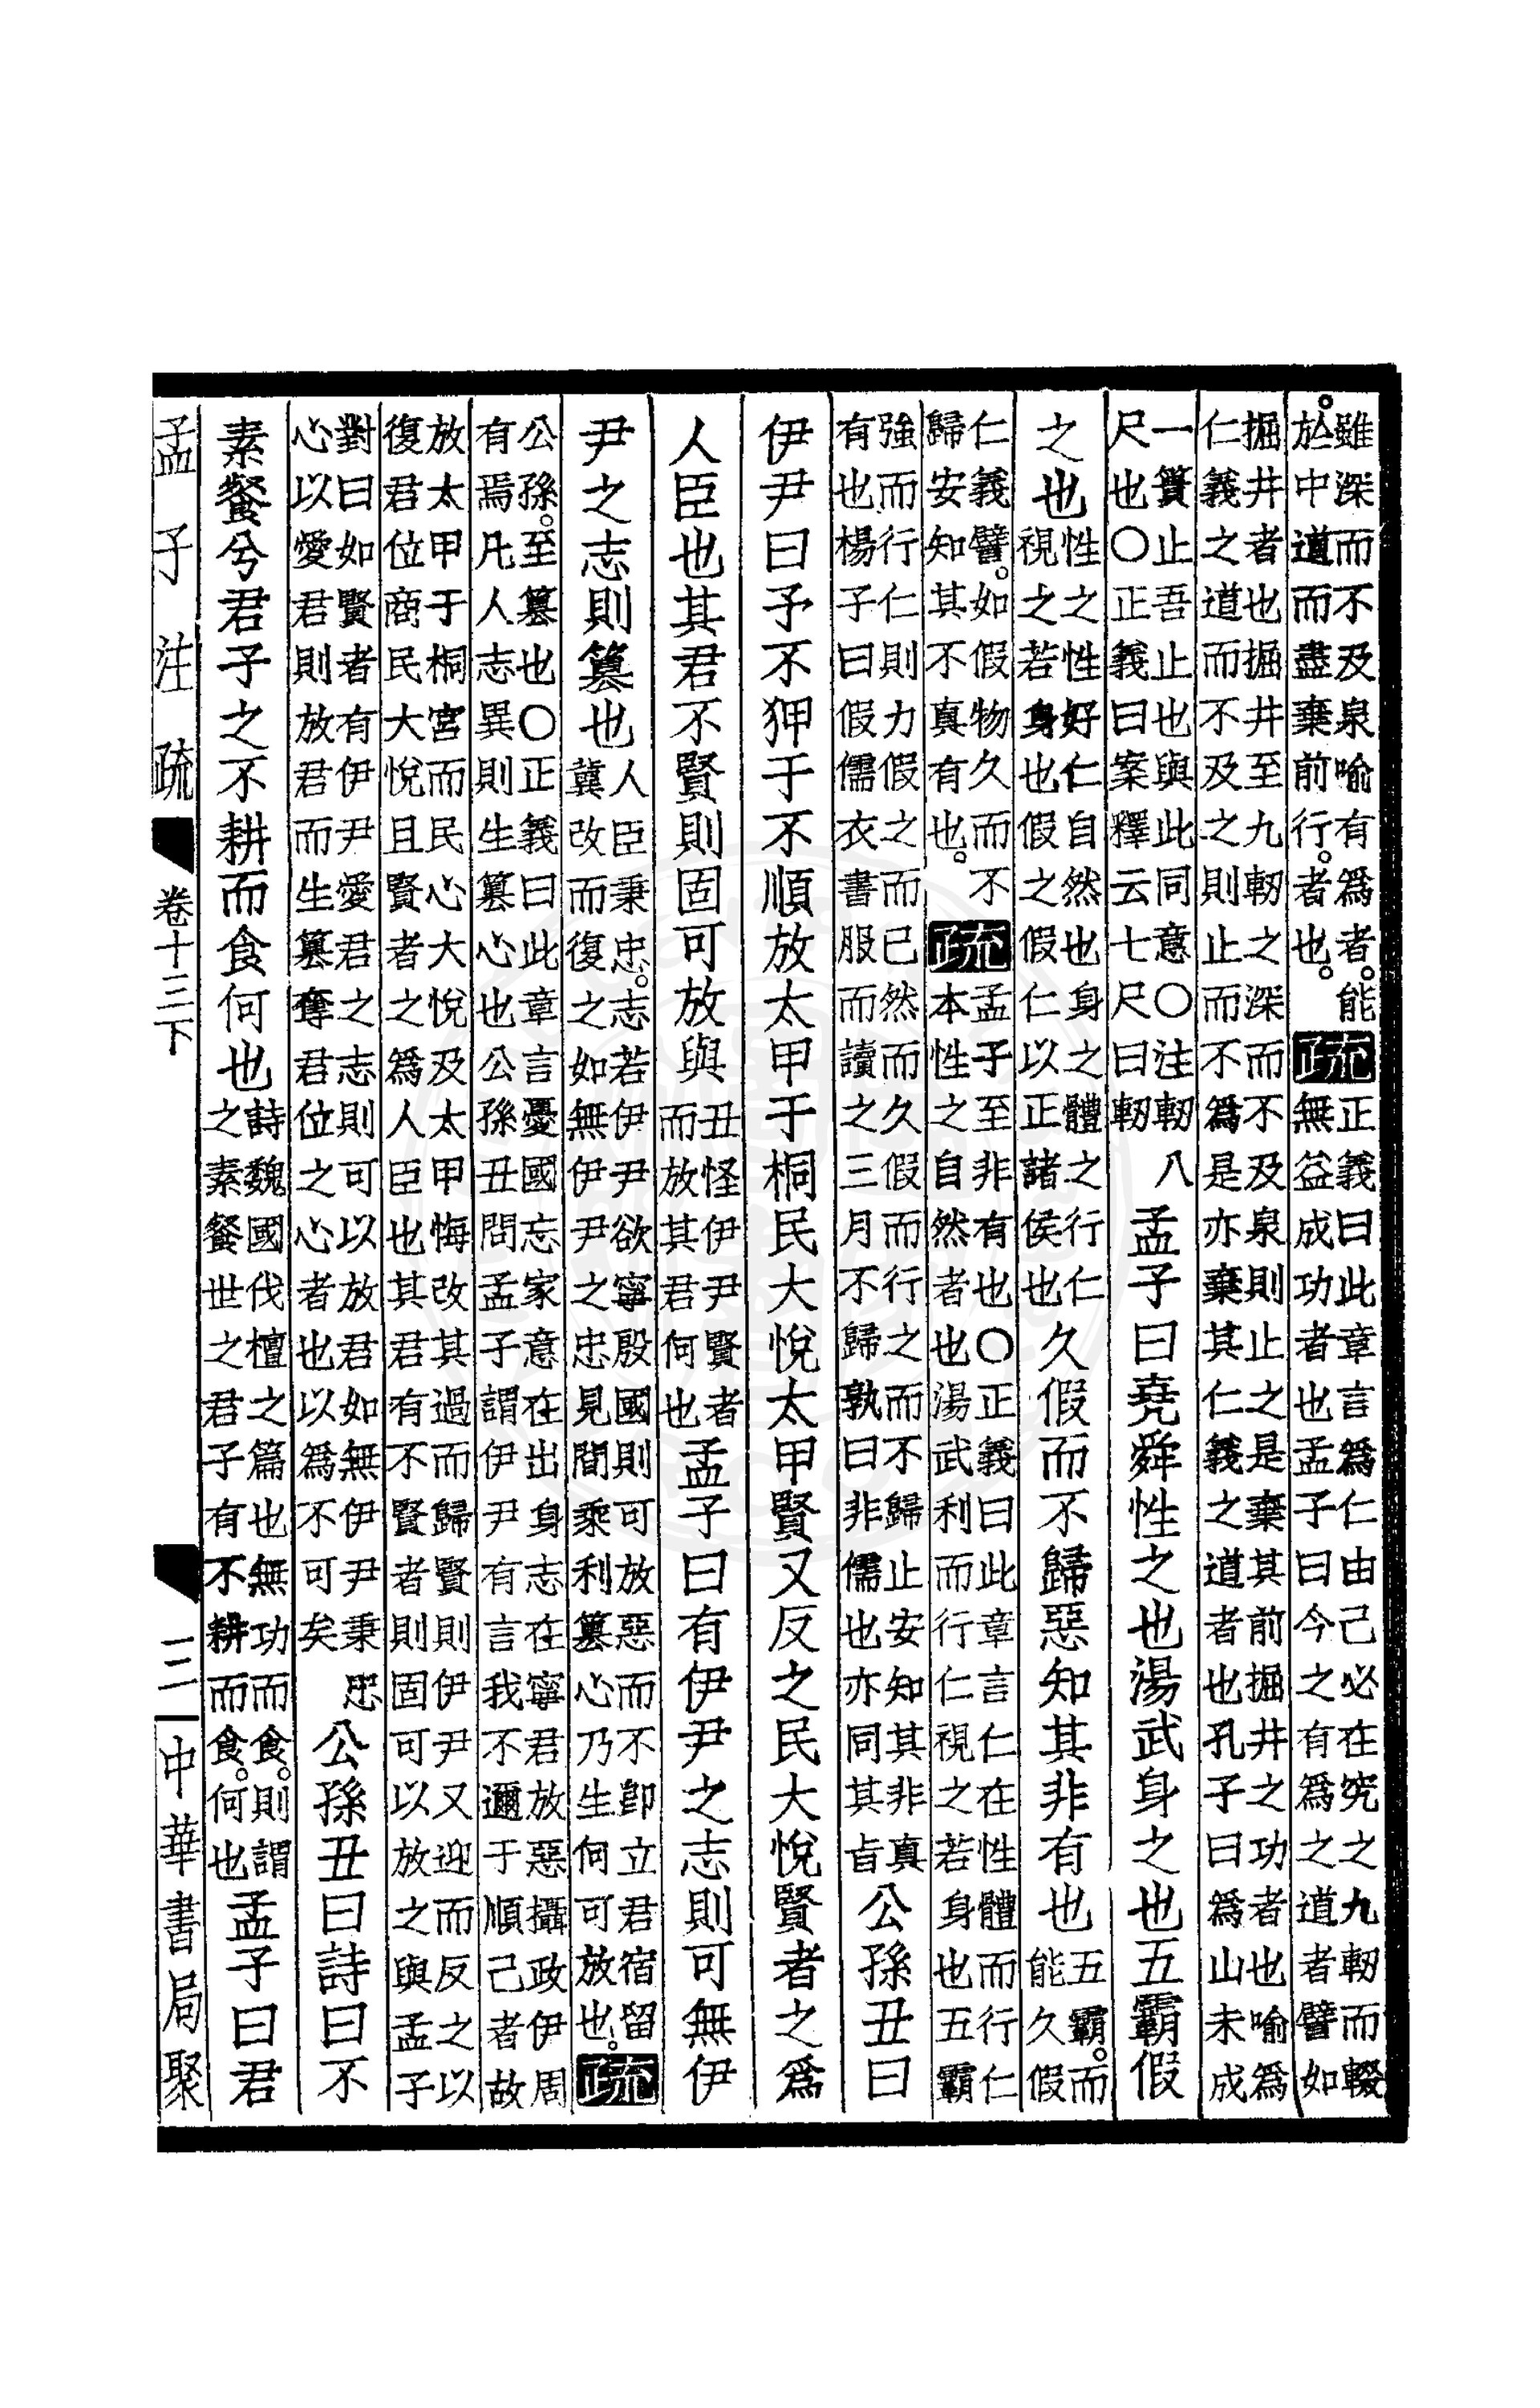 雖深而不及泉喻有爲者。能於。中道而盡棄前行。者也。疏正義曰此章言爲仁由己必在究之九軔而輟無益成功者也孟子曰今之有爲之道者譬如
掘井者也掘井至九軔之深而不及泉則止之是棄其前掘井之功者也喻爲仁義之道而不及之則止而不爲是亦棄其仁義之道者也孔子曰爲山未成
一簣止吾止也與此同意○注軔八尺也○正義曰案釋云七尺曰軔孟子曰堯舜性之也湯武身之也五霸假
之也性之性好仁自然也身之體之行仁視之若身也假之假仁以正諸侯也久假而不歸惡知其非有也五霸。而能久假
仁義譬。如假物久而不歸安知其不真有也。疏孟子至非有也○正義曰此章言仁在性體而行仁本性之自然者也湯武利而行仁視之若身也五霸
強而行仁則力假之而已然而久假而行之而不歸止安知其非真有也楊子曰假儒衣書服而讀之三月不歸孰曰非儒也亦同其旨公孫丑曰
伊尹曰予不狎于不順放太甲于桐民大悅太甲賢又反之民大悅賢者之爲
人臣也其君不賢則固可放與丑怪伊尹賢者而放其君何也孟子曰有伊尹之志則可無伊
尹之志則篡也人臣秉忠。志若伊尹欲寧殷國則可放惡而不卽立君宿留冀改而復之如無伊尹之忠見間乘利篡心乃生何可放也。疏
公孫。至篡也○正義曰此章言憂國忘家意在出身志在寧君放惡攝政伊周有焉凡人志異則生篡心也公孫丑問孟子謂伊尹有言我不邇于順己者故
放太甲于桐宮而民心大悅及太甲悔改其過而歸賢則伊尹又迎而反之以復君位商民大悅且賢者之爲人臣也其君有不賢者則固可以放之與孟子
對曰如賢者有伊尹愛君之志則可以放君如無伊尹秉忠心以愛君則放君而生篡奪君位之心者也以爲不可矣公孫丑曰詩曰不
素餐兮君子之不耕而食何也詩魏國伐檀之篇也無功而食。則謂之素餐世之君子有不耕而食。何也孟子曰君
孟子注疏 卷十三下 三 中華書局聚